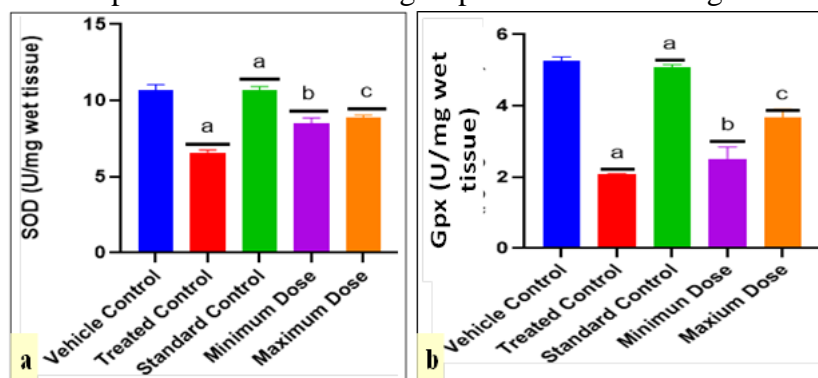 15
10
5
0
SOD (U/mg wet tissue)
a
a
b
c
Vehicle Control
Treated Control
Standard Control
Minimum Dose
Maximum Dose
a
6
4
2
0
Gpx (U/mg wet
tissue)
a
a
b
c
Vehicle Control
Treated Control
Standard Control
Minimun Dose
Maxium Dose
b